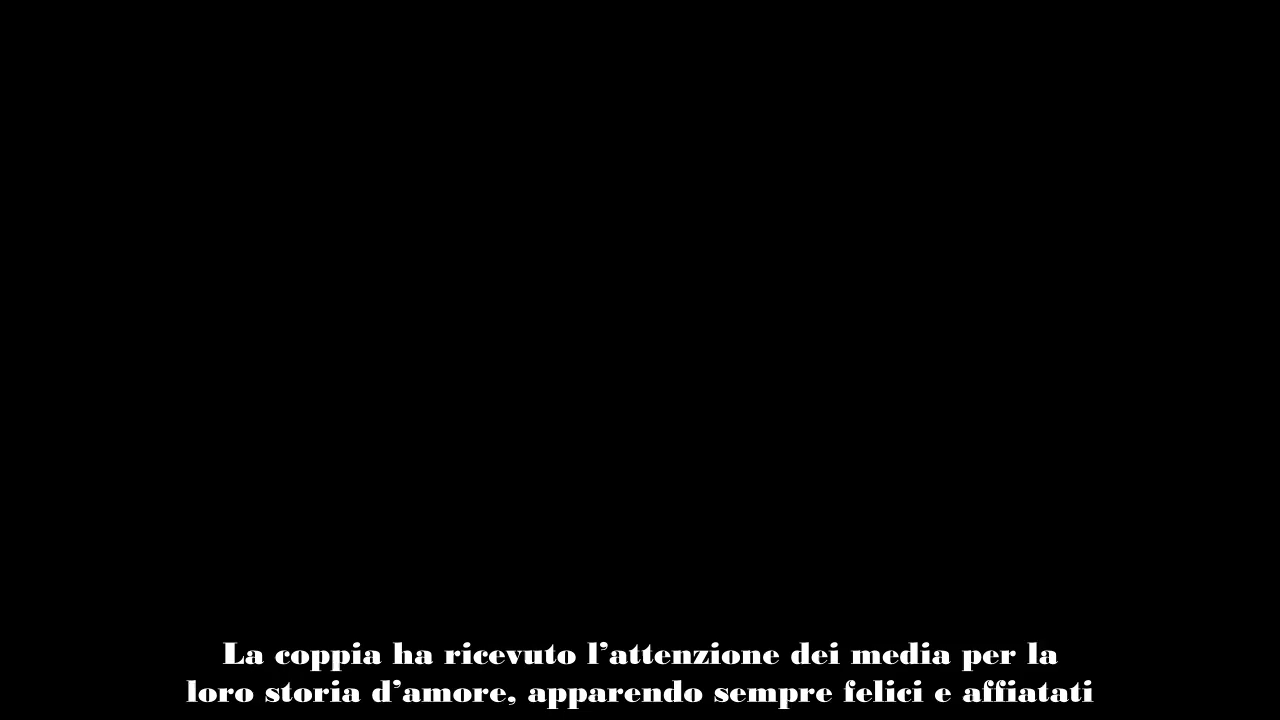 La coppia ha ricevuto l’attenzione dei media per la
loro storia d’amore, apparendo sempre felici e affiatati